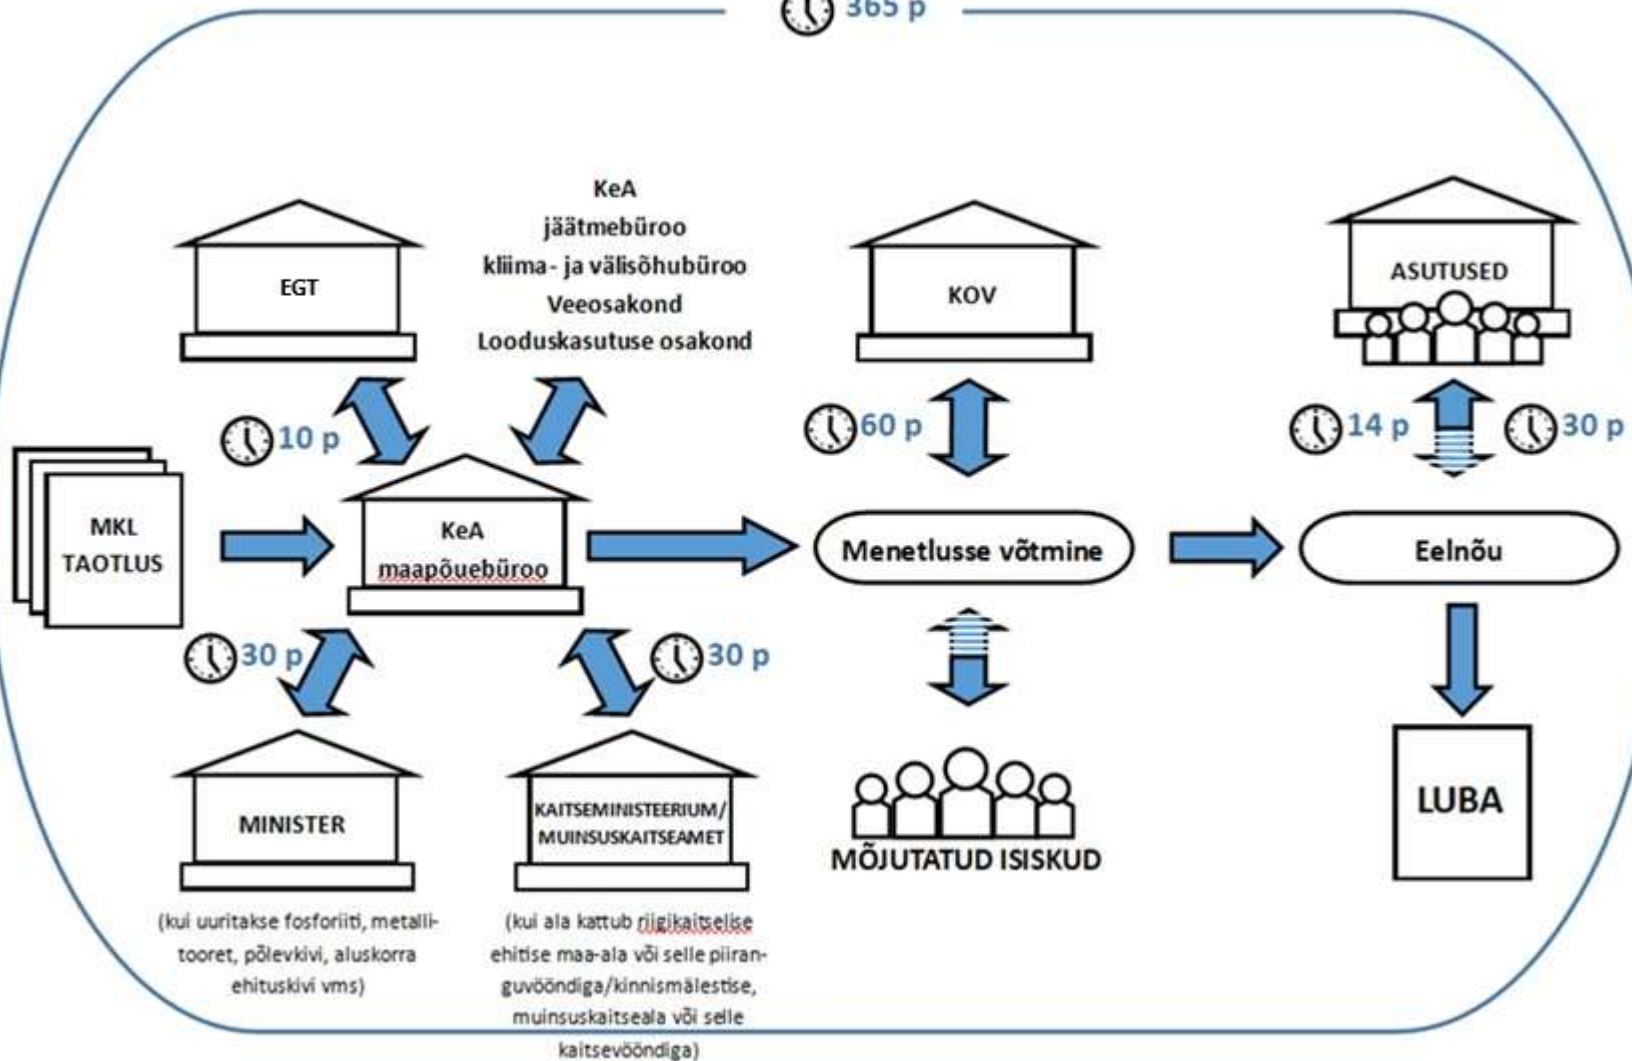 365 p
EGT
KeA
jäätmebüroo
kliima- ja välisõhubüroo
Veeosakond
Looduskasutuse osakond
KOV
ASUTUSED
10 p
60 p
14 p
30 p
MKL
TAOTLUS
KeA
maapõuebüroo
Menetlusse võtmine
Eelnõu
30 p
30 p
MINISTER
(kui uuritakse fosforiiti, metalli-
tooret, põlevkivi, aluskorra
ehituskivi vms)
KAITSEMINISTEERIUM/
MUINSUSKAITSEAMET
(kui ala kattub riigikaitselise
ehitise maa-ala või selle piiran-
guvööndiga/kinnismälestise,
muinsuskaitseala või selle
kaitsevööndiga)
MÕJUTATUD ISISKUD
LUBA